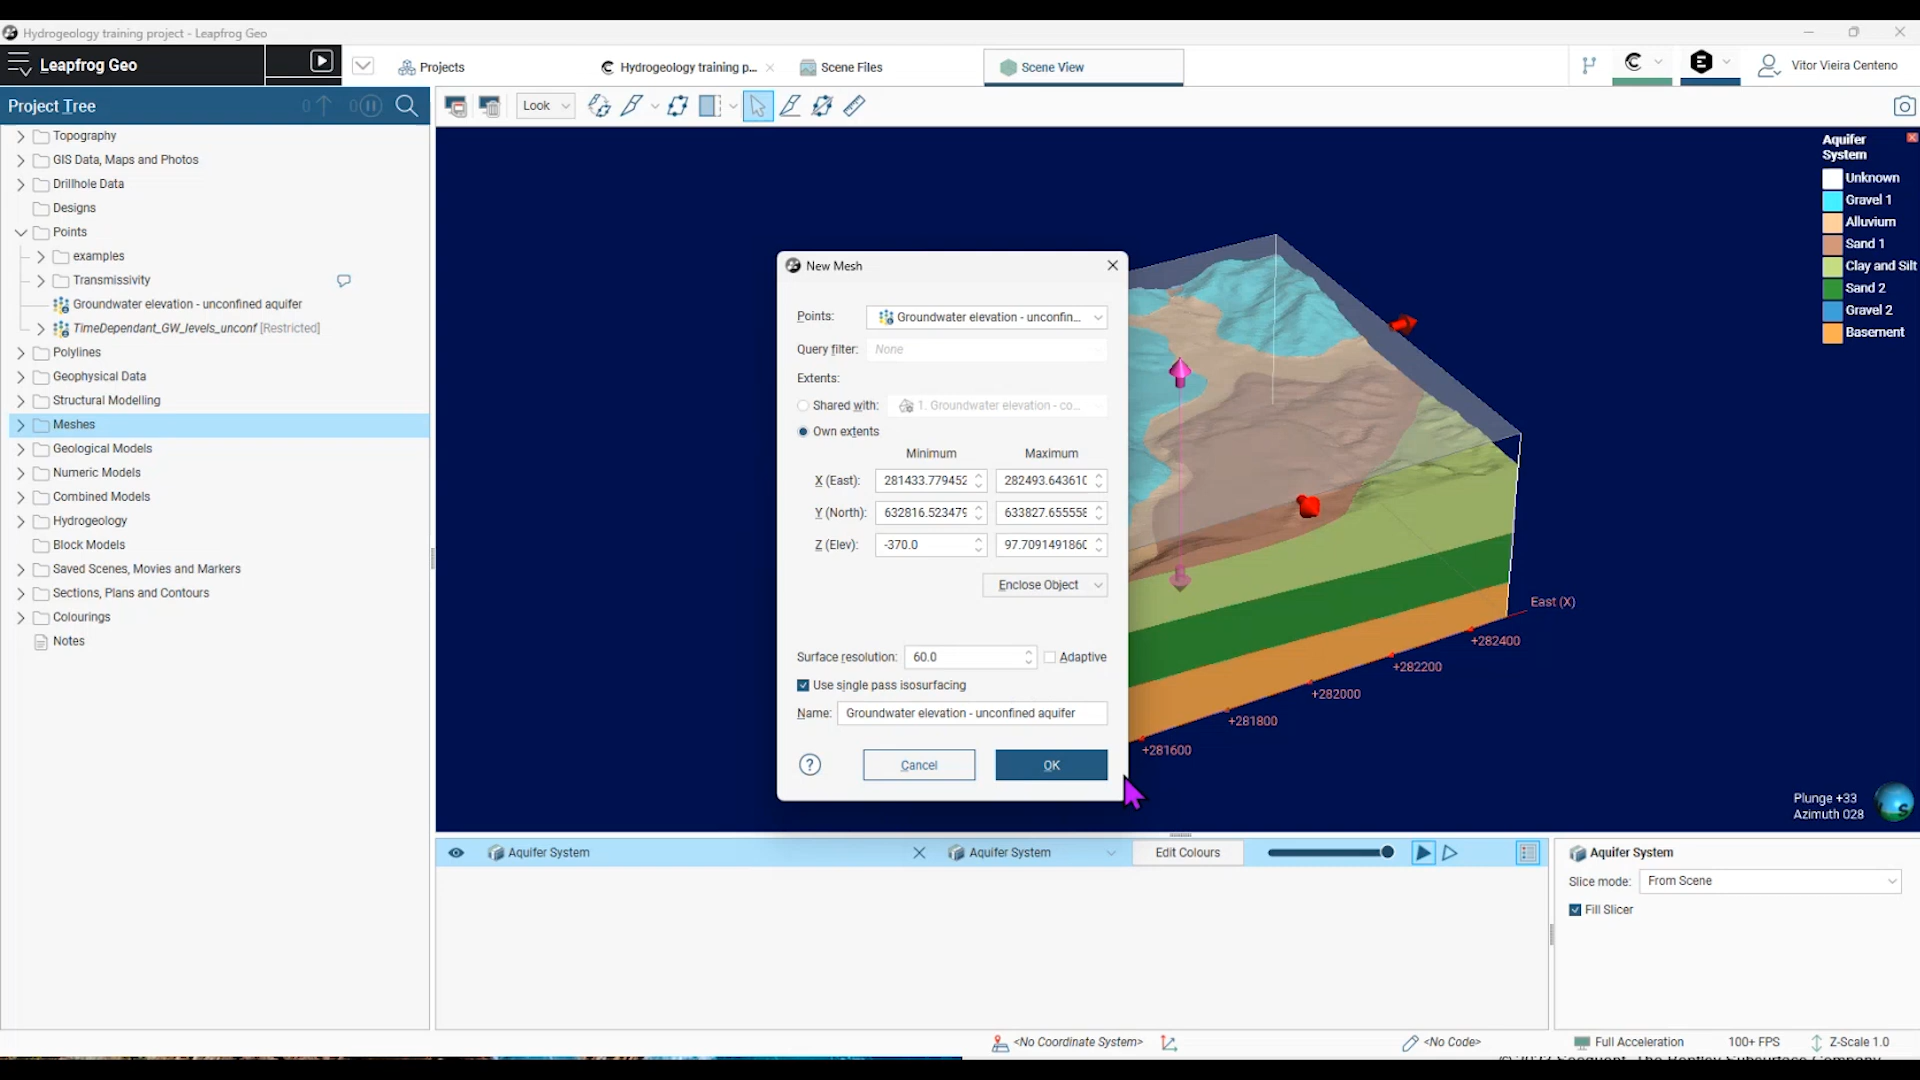 Hydrogeology training project - Leapfrog Geo
Leapfrog Geo
Projects
Hydrogeology training p...
Scene Files
Scene View
Vitor Vieira Centeno
Project Tree
0
0
Look
Topography
GIS Data, Maps and Photos
Drillhole Data
Designs
Points
examples
Transmissivity
Groundwater elevation - unconfined aquifer
TimeDependant_GW_levels_unconf [Restricted]
Polylines
Geophysical Data
Structural Modelling
Meshes
Geological Models
Numeric Models
Combined Models
Hydrogeology
Block Models
Saved Scenes, Movies and Markers
Sections, Plans and Contours
Colourings
Notes
New Mesh
Points: Groundwater elevation - unconfin...
Query filter: None
Extents:
Shared with: 1. Groundwater elevation - co...
Own extents
Minimum Maximum
X (East): 281433.779452 282493.643610
Y (North): 632816.523479 633827.655558
Z (Elev): -370.0 97.7091491860
Enclose Object
Surface resolution: 60.0 Adaptive
Use single pass isosurfacing
Name: Groundwater elevation - unconfined aquifer
? Cancel OK
Aquifer
System
Unknown
Gravel 1
Alluvium
Sand 1
Clay and Silt
Sand 2
Gravel 2
Basement
East (X)
+282400
+282200
+282000
+281800
+281600
Plunge +33
Azimuth 028
Aquifer System
Aquifer System
Edit Colours
Aquifer System
Slice mode: From Scene
Fill Slicer
<No Coordinate System>
<No Code>
Full Acceleration
100+ FPS
Z-Scale 1.0